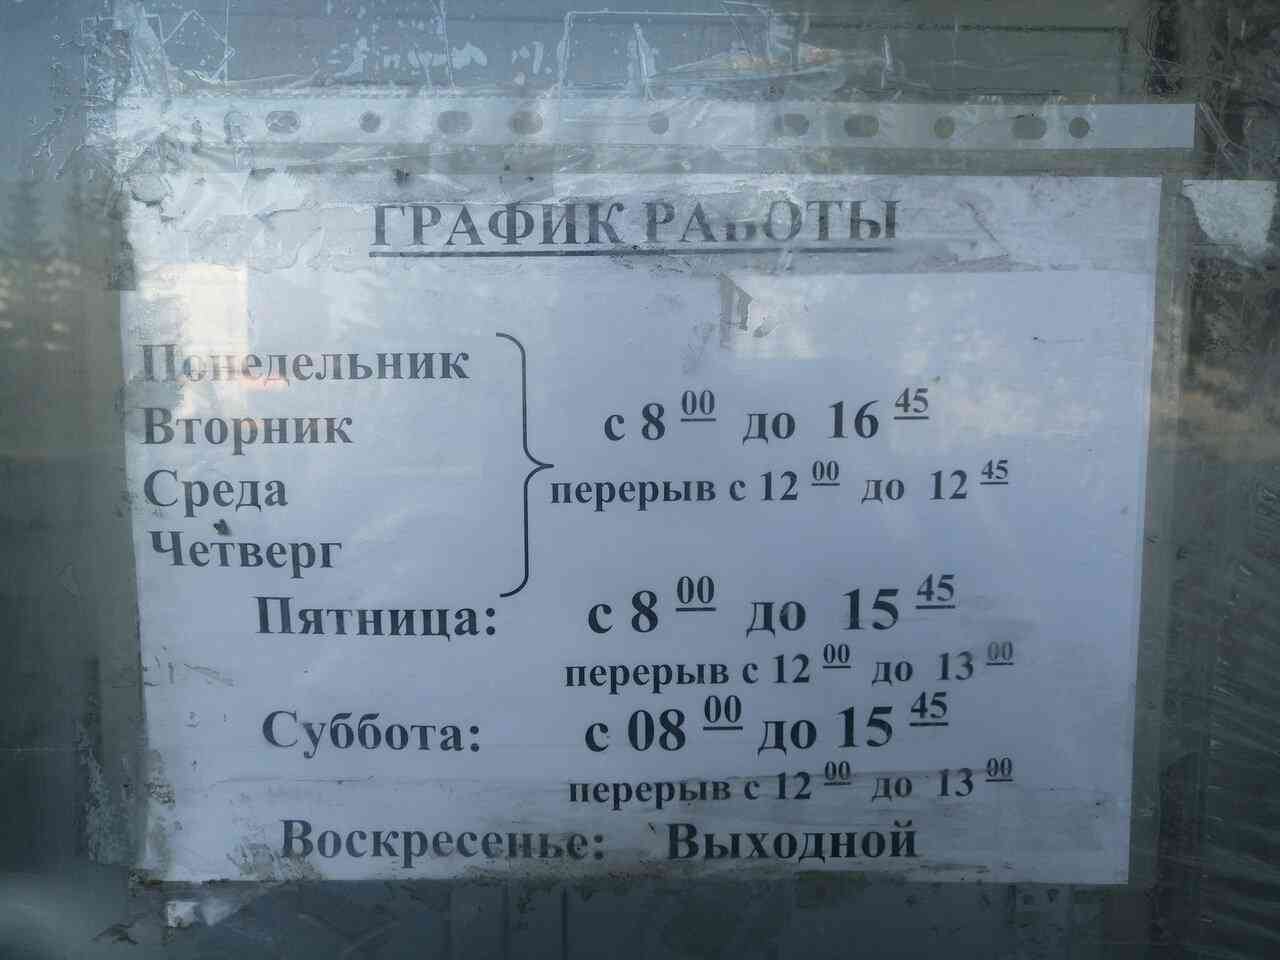 ГРАФИК РАБОТЫ
Понедельник
Вторник
Среда
Четверг
с 8 00 до 16 45
перерыв с 12 00 до 12 45
Пятница: с 8 00 до 15 45
перерыв с 12 00 до 13 00
Суббота: с 08 00 до 15 45
перерыв с 12 00 до 13 00
Воскресенье: Выходной